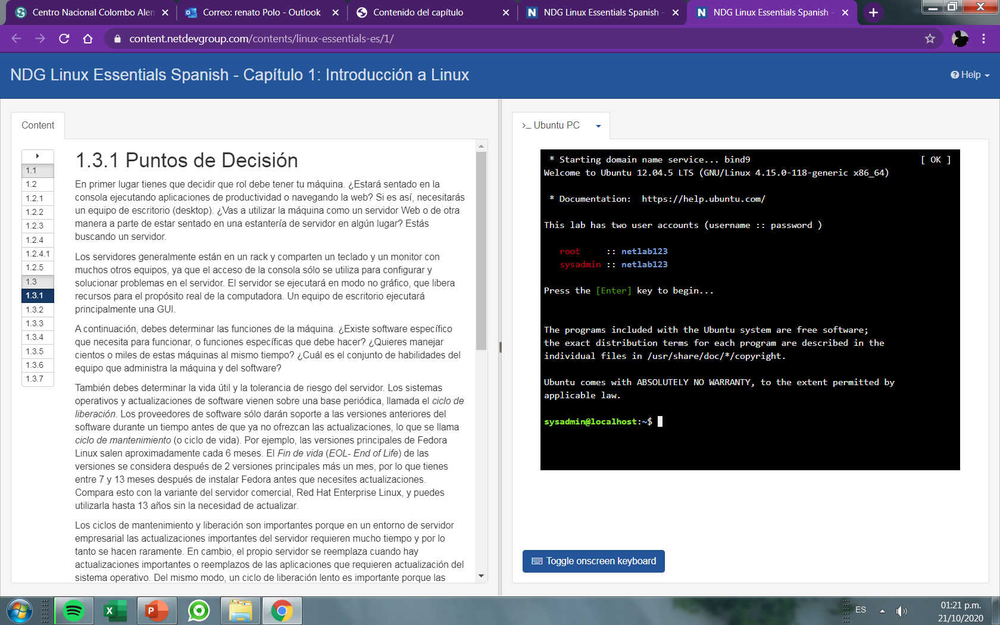 Centro Nacional Colombo Alem
Correo: renato Polo - Outlook
Contenido del capítulo
NDG Linux Essentials Spanish -
NDG Linux Essentials Spanish -
content.netdevgroup.com/contents/linux-essentials-es/1/
NDG Linux Essentials Spanish - Capítulo 1: Introducción a Linux
Help
Content
1.1
1.2
1.2.1
1.2.2
1.2.3
1.2.4
1.2.4.1
1.2.5
1.3
1.3.1
1.3.2
1.3.3
1.3.4
1.3.5
1.3.6
1.3.7
1.3.1 Puntos de Decisión
En primer lugar tienes que decidir que rol debe tener tu máquina. ¿Estará sentado en la
consola ejecutando aplicaciones de productividad o navegando la web? Si es así, necesitarás
un equipo de escritorio (desktop). ¿Vas a utilizar la máquina como un servidor Web o de otra
manera a parte de estar sentado en una estantería de servidor en algún lugar? Estás
buscando un servidor.
Los servidores generalmente están en un rack y comparten un teclado y un monitor con
muchos otros equipos, ya que el acceso de la consola sólo se utiliza para configurar y
solucionar problemas en el servidor. El servidor se ejecutará en modo no gráfico, que libera
recursos para el propósito real de la computadora. Un equipo de escritorio ejecutará
principalmente una GUI.
A continuación, debes determinar las funciones de la máquina. ¿Existe software específico
que necesita para funcionar, o funciones específicas que debe hacer? ¿Quieres manejar
cientos o miles de estas máquinas al mismo tiempo? ¿Cuál es el conjunto de habilidades del
equipo que administra la máquina y del software?
También debes determinar la vida útil y la tolerancia de riesgo del servidor. Los sistemas
operativos y actualizaciones de software vienen sobre una base periódica, llamada el ciclo de
liberación. Los proveedores de software sólo darán soporte a las versiones anteriores del
software durante un tiempo antes de que ya no ofrezcan las actualizaciones, lo que se llama
ciclo de mantenimiento (o ciclo de vida). Por ejemplo, las versiones principales de Fedora
Linux salen aproximadamente cada 6 meses. El Fin de vida (EOL- End of Life) de las
versiones se considera después de 2 versiones principales más un mes, por lo que tienes
entre 7 y 13 meses después de instalar Fedora antes que necesites actualizaciones.
Compara esto con la variante del servidor comercial, Red Hat Enterprise Linux, y puedes
utilizarla hasta 13 años sin la necesidad de actualizar.
Los ciclos de mantenimiento y liberación son importantes porque en un entorno de servidor
empresarial las actualizaciones importantes del servidor requieren mucho tiempo y por lo
tanto se hacen raramente. En cambio, el propio servidor se reemplaza cuando hay
actualizaciones importantes o reemplazos de las aplicaciones que requieren actualización del
sistema operativo. Del mismo modo, un ciclo de liberación lento es importante porque las
>_ Ubuntu PC
* Starting domain name service... bind9 [ OK ]
Welcome to Ubuntu 12.04.5 LTS (GNU/Linux 4.15.0-118-generic x86_64)
* Documentation: https://help.ubuntu.com/
This lab has two user accounts (username :: password )
root :: netlab123
sysadmin :: netlab123
Press the [Enter] key to begin...
The programs included with the Ubuntu system are free software;
the exact distribution terms for each program are described in the
individual files in /usr/share/doc/*/copyright.
Ubuntu comes with ABSOLUTELY NO WARRANTY, to the extent permitted by
applicable law.
sysadmin@localhost:~$
Toggle onscreen keyboard
ES
01:21 p.m.
21/10/2020